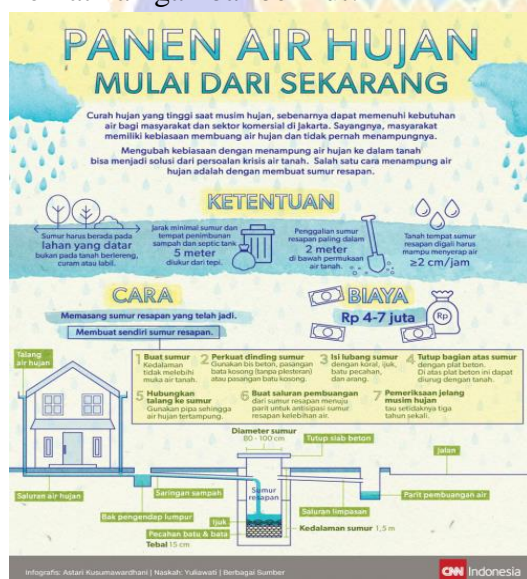 PANEN AIR HUJAN
MULAI DARI SEKARANG
Curah hujan yang tinggi saat musim hujan, sebenarnya dapat memenuhi kebutuhan
air bagi masyarakat dan sektor komersial di Jakarta. Sayangnya, masyarakat
memiliki kebiasaan membuang air hujan dan tidak pernah menampungnya.
Mengubah kebiasaan dengan menampung air hujan ke dalam tanah
bisa menjadi solusi dari persoalan krisis air tanah. Salah satu cara menampung air
hujan adalah dengan membuat sumur resapan.
KETENTUAN
Sumur harus berada pada
lahan yang datar
bukan pada tanah berlereng,
curam atau labil.
Jarak minimal sumur dan
tempat penimbunan
sampah dan septic tank
5 meter
diukur dari tepi.
Penggalian sumur
resapan paling dalam
2 meter
di bawah permukaan
air tanah.
Tanah tempat sumur
resapan digali harus
mampu menyerap air
≥2 cm/jam
CARA
Memasang sumur resapan yang telah jadi.
Membuat sendiri sumur resapan.
BIAYA
Rp 4-7 juta
Rp
Talang
air hujan
1 Buat sumur
Kedalaman
tidak melebihi
muka air tanah.
2 Perkuat dinding sumur
Gunakan bis beton, pasangan
bata kosong (tanpa plesteran)
atau pasangan batu kosong.
3 Isi lubang sumur
dengan koral, ijuk,
batu pecahan,
dan arang.
4 Tutup bagian atas sumur
dengan plat beton.
Di atas plat beton ini dapat
diurug dengan tanah.
5 Hubungkan
talang ke sumur
Gunakan pipa sehingga
air hujan tertampung.
6 Buat saluran pembuangan
dari sumur resapan menuju
parit untuk antisipasi sumur
resapan kelebihan air.
7 Pemeriksaan jelang
musim hujan
tau setidaknya tiga
tahun sekali.
Diameter sumur
80 - 100 cm
Tutup slab beton
Jalan
Saluran air hujan
Saringan sampah
Sumur
resapan
Parit pembuangan air
Bak pengendap lumpur
Saluran limpasan
Ijuk
Pecahan batu & bata
Tebal 15 cm
Kedalaman sumur 1,5 m
Infografis: Astari Kusumawardhani | Naskah: Yuliawati | Berbagai Sumber
CNN Indonesia